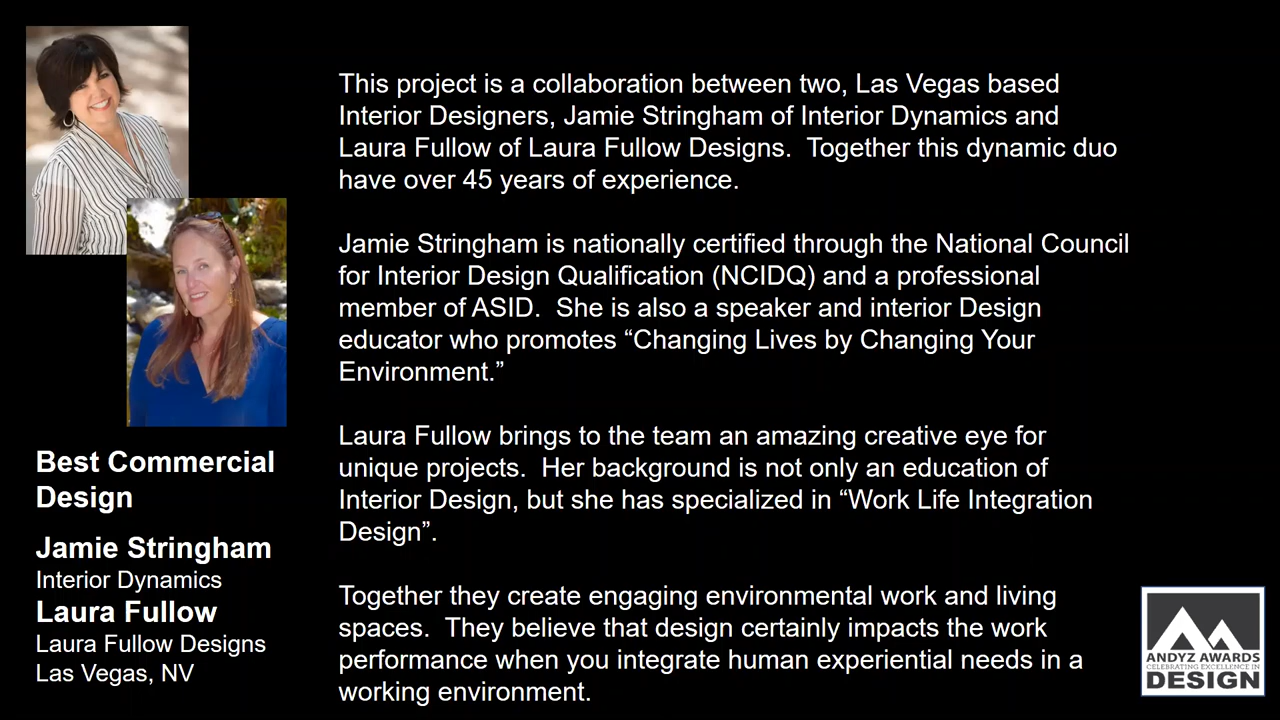 This project is a collaboration between two, Las Vegas based
Interior Designers, Jamie Stringham of Interior Dynamics and
Laura Fullow of Laura Fullow Designs.  Together this dynamic duo
have over 45 years of experience.
Jamie Stringham is nationally certified through the National Council
for Interior Design Qualification (NCIDQ) and a professional
member of ASID.  She is also a speaker and interior Design
educator who promotes “Changing Lives by Changing Your
Environment.”
Laura Fullow brings to the team an amazing creative eye for
unique projects.  Her background is not only an education of
Interior Design, but she has specialized in “Work Life Integration
Design”.
Together they create engaging environmental work and living
spaces.  They believe that design certainly impacts the work
performance when you integrate human experiential needs in a
working environment.
Best Commercial
Design
Jamie Stringham
Interior Dynamics
Laura Fullow
Laura Fullow Designs
Las Vegas, NV
ANDYZ AWARDS
CELEBRATING EXCELLENCE IN
DESIGN